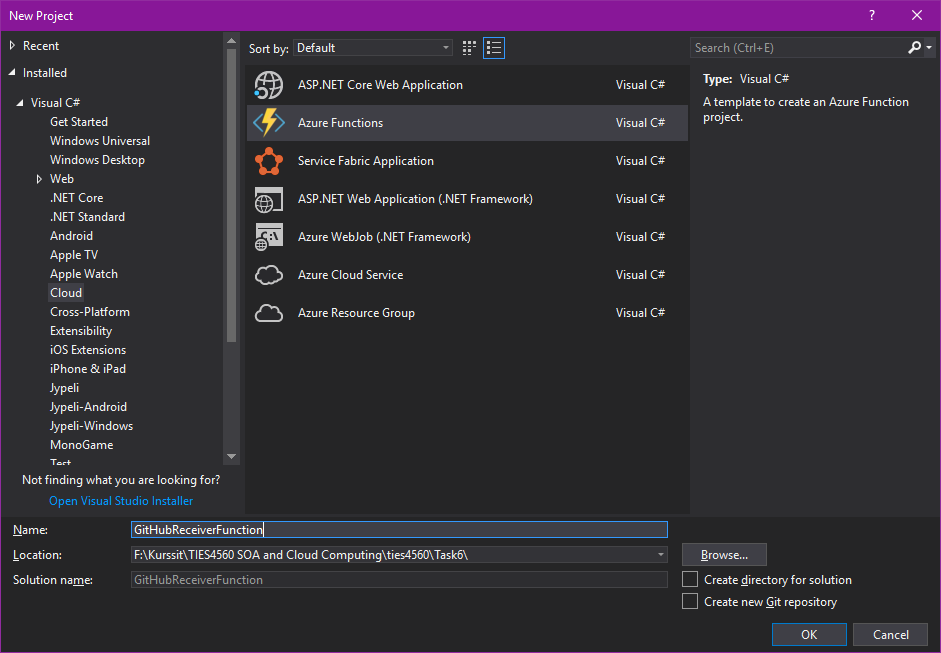 New Project
Recent
Installed
Visual C#
Get Started
Windows Universal
Windows Desktop
Web
.NET Core
.NET Standard
Android
Apple TV
Apple Watch
Cloud
Cross-Platform
Extensibility
iOS Extensions
iPhone & iPad
Jypeli
Jypeli-Android
Jypeli-Windows
MonoGame
Test
Not finding what you are looking for?
Open Visual Studio Installer
Sort by: Default
ASP.NET Core Web Application Visual C#
Azure Functions Visual C#
Service Fabric Application Visual C#
ASP.NET Web Application (.NET Framework) Visual C#
Azure WebJob (.NET Framework) Visual C#
Azure Cloud Service Visual C#
Azure Resource Group Visual C#
Search (Ctrl+E)
Type: Visual C#
A template to create an Azure Function
project.
Name: GitHubReceiverFunction
Location: F:\Kurssit\TIES4560 SOA and Cloud Computing\ties4560\Task6\ Browse...
Solution name: GitHubReceiverFunction
Create directory for solution
Create new Git repository
OK Cancel